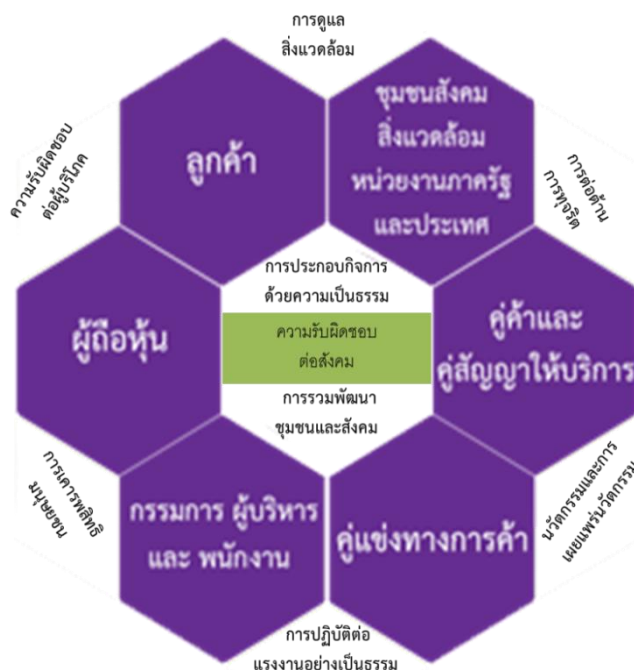 การดูแล
สิ่งแวดล้อม
ลูกค้า
ชุมชนสังคม
สิ่งแวดล้อม
หน่วยงานภาครัฐ
และประเทศ
ความรับผิดชอบ
ต่อผู้บริโภค
การต่อต้าน
การทุจริต
การประกอบกิจการ
ด้วยความเป็นธรรม
ผู้ถือหุ้น
ความรับผิดชอบ
ต่อสังคม
คู่ค้าและ
คู่สัญญาให้บริการ
การรวมพัฒนา
ชุมชนและสังคม
การเคารพสิทธิ
มนุษยชน
กรรมการ ผู้บริหาร
และ พนักงาน
คู่แข่งทางการค้า
นวัตกรรมและการ
เผยแพร่นวัตกรรม
การปฏิบัติต่อ
แรงงานอย่างเป็นธรรม